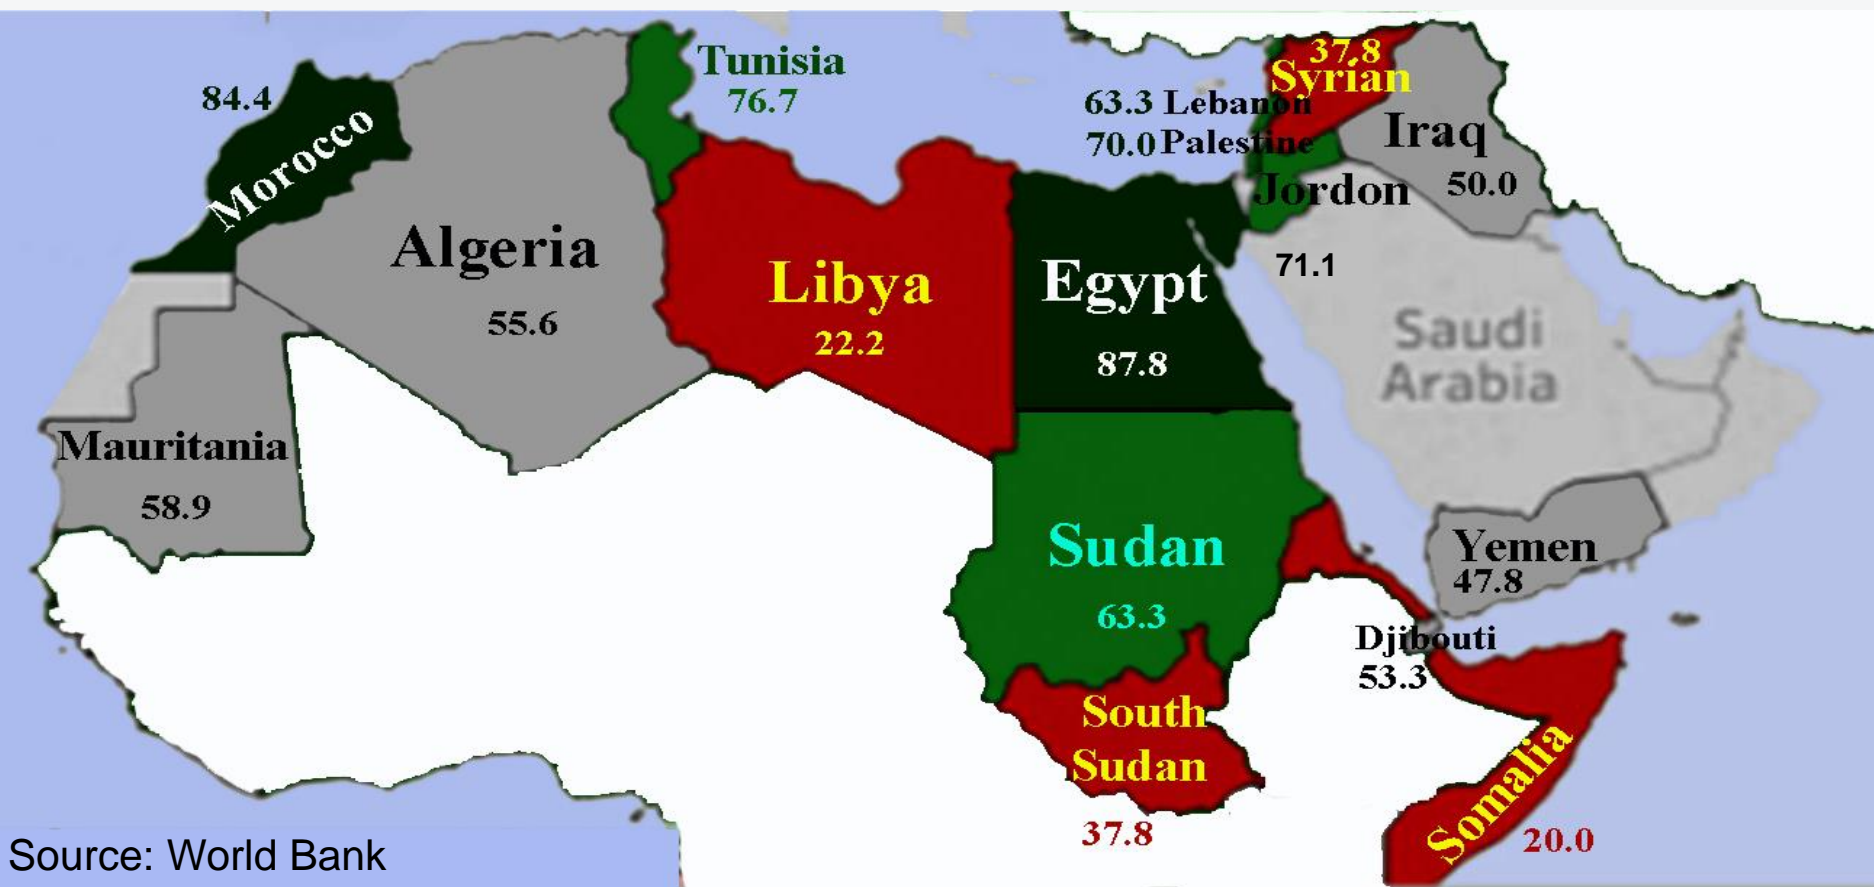 Tunisia
76.7
84.4
Morocco
37.8
Syrian
63.3 Lebanon
70.0 Palestine
Iraq
50.0
Jordon
71.1
Algeria
55.6
Libya
22.2
Egypt
87.8
Saudi
Arabia
Mauritania
58.9
Sudan
63.3
Yemen
47.8
Djibouti
53.3
South
Sudan
37.8
Somalia
20.0
Source: World Bank